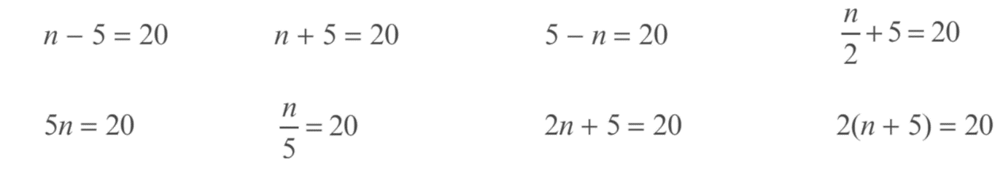 n − 5 = 20    n + 5 = 20    5 − n = 20    n/2 + 5 = 20
5n = 20    n/5 = 20    2n + 5 = 20    2(n + 5) = 20